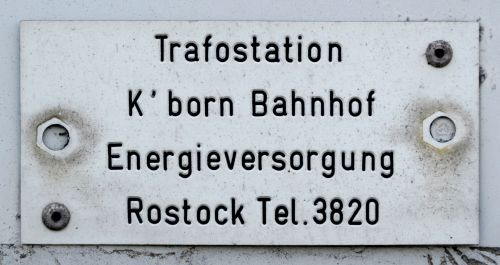 Trafostation
K'born Bahnhof
Energieversorgung
Rostock Tel.3820